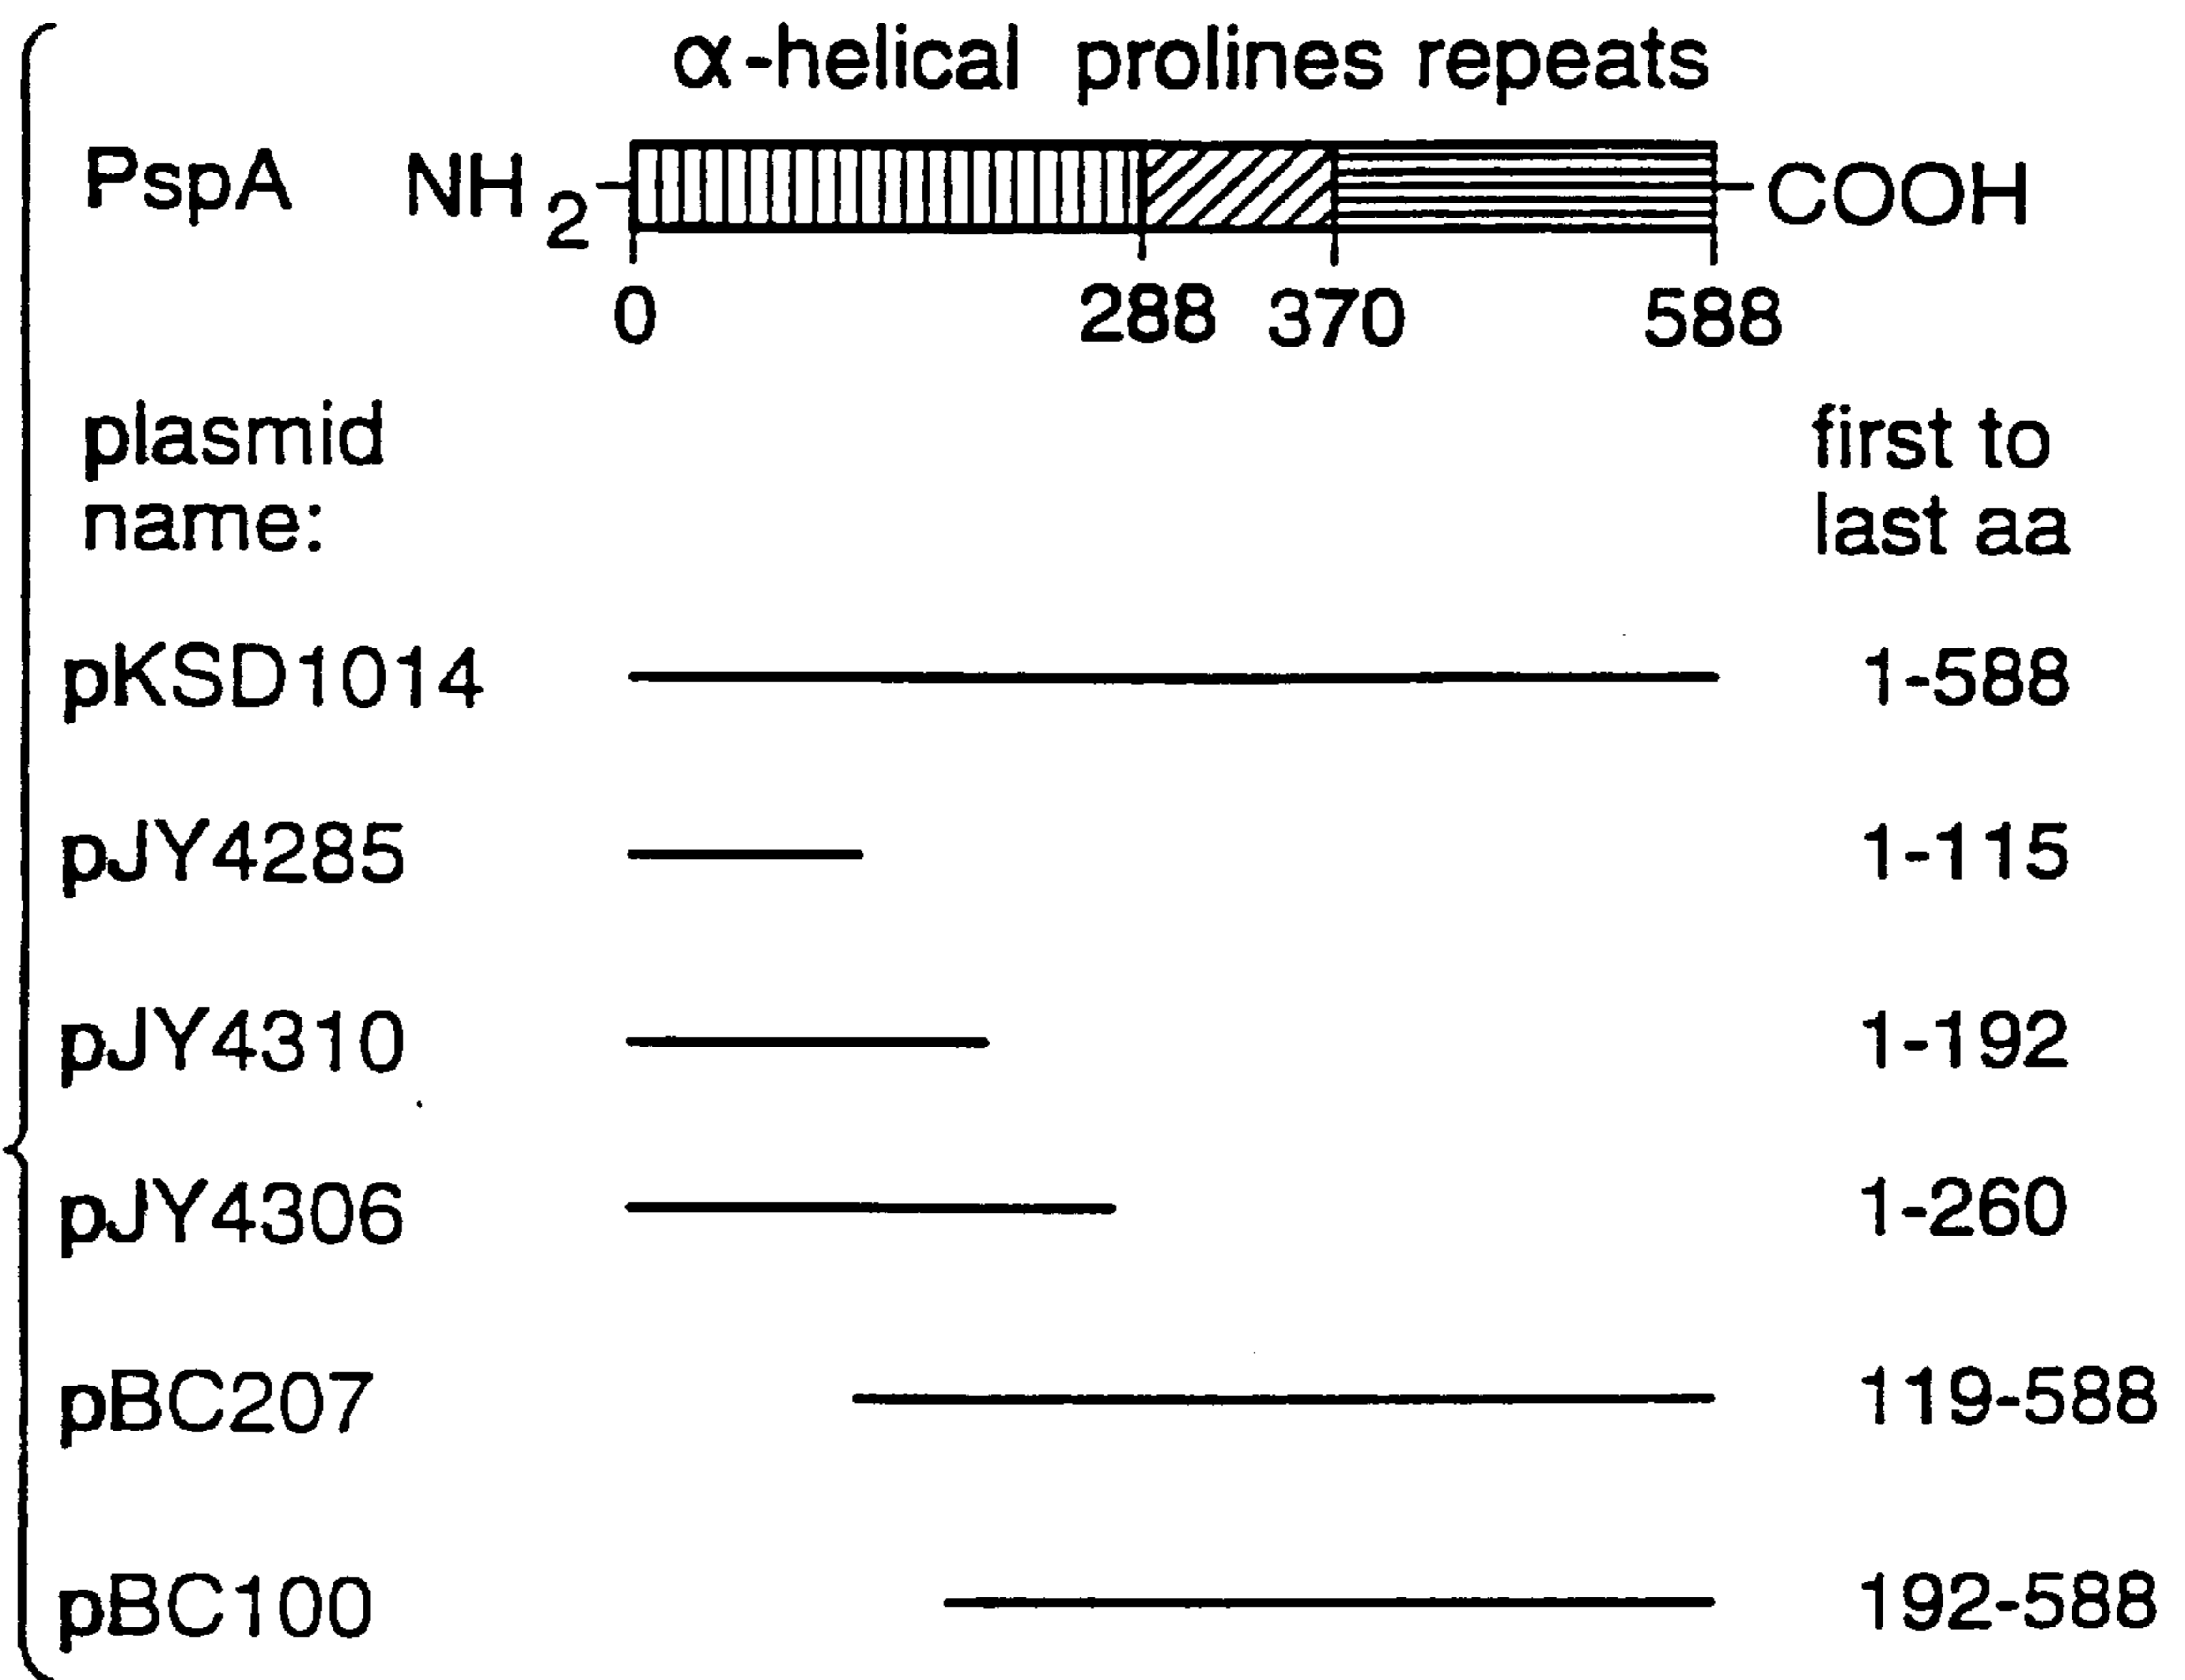 α-helical prolines repeats
PspA NH2 COOH
0 288 370 588
plasmid first to
name: last aa
pKSD1014 1-588
pJY4285 1-115
pJY4310 1-192
pJY4306 1-260
pBC207 119-588
pBC100 192-588